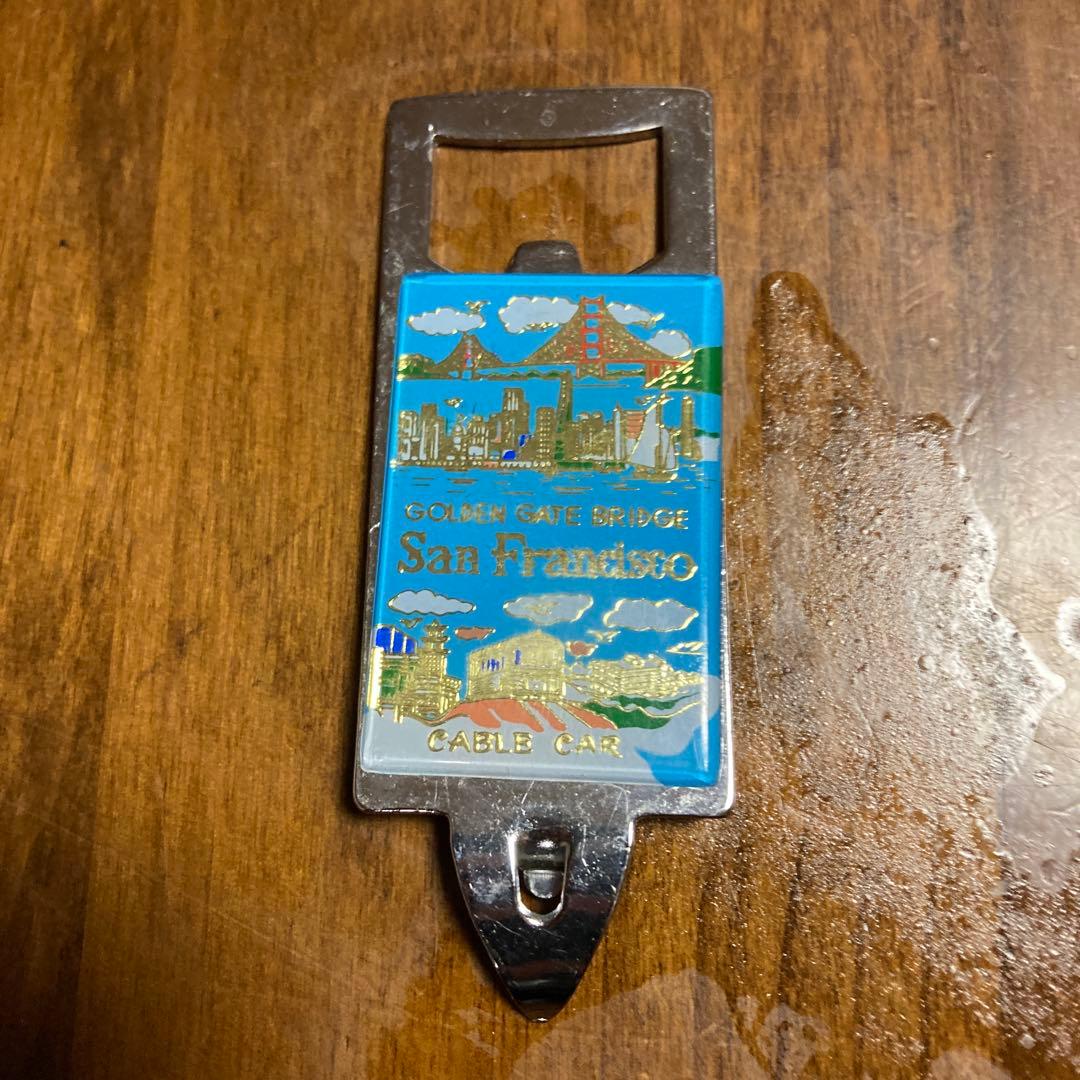 GOLDEN GATE BRIDGE
San Francisco
CABLE CAR